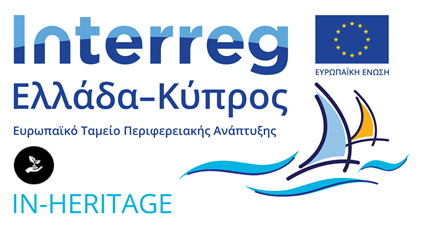 Interreg
ΕΥΡΩΠΑΪΚΗ ΕΝΩΣΗ
Ελλάδα–Κύπρος
Ευρωπαϊκό Ταμείο Περιφερειακής Ανάπτυξης
IN-HERITAGE